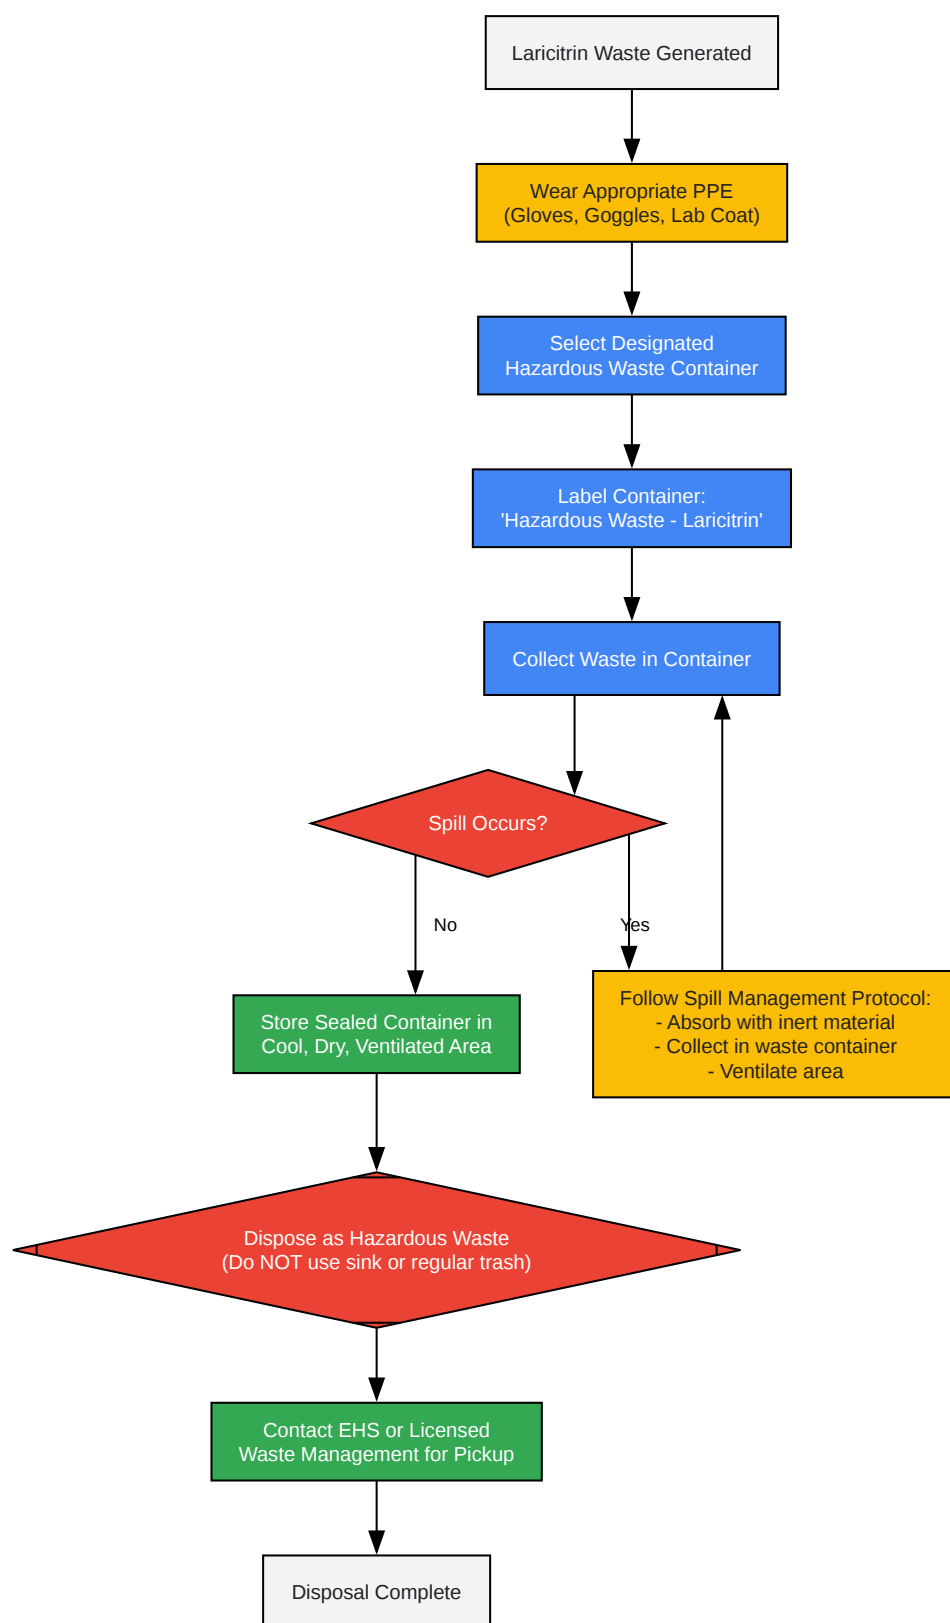 Laricitrin Waste Generated
Wear Appropriate PPE
(Gloves, Goggles, Lab Coat)
Select Designated
Hazardous Waste Container
Label Container:
'Hazardous Waste - Laricitrin'
Collect Waste in Container
Spill Occurs?
No
Yes
Follow Spill Management Protocol:
- Absorb with inert material
- Collect in waste container
- Ventilate area
Store Sealed Container in
Cool, Dry, Ventilated Area
Dispose as Hazardous Waste
(Do NOT use sink or regular trash)
Contact EHS or Licensed
Waste Management for Pickup
Disposal Complete